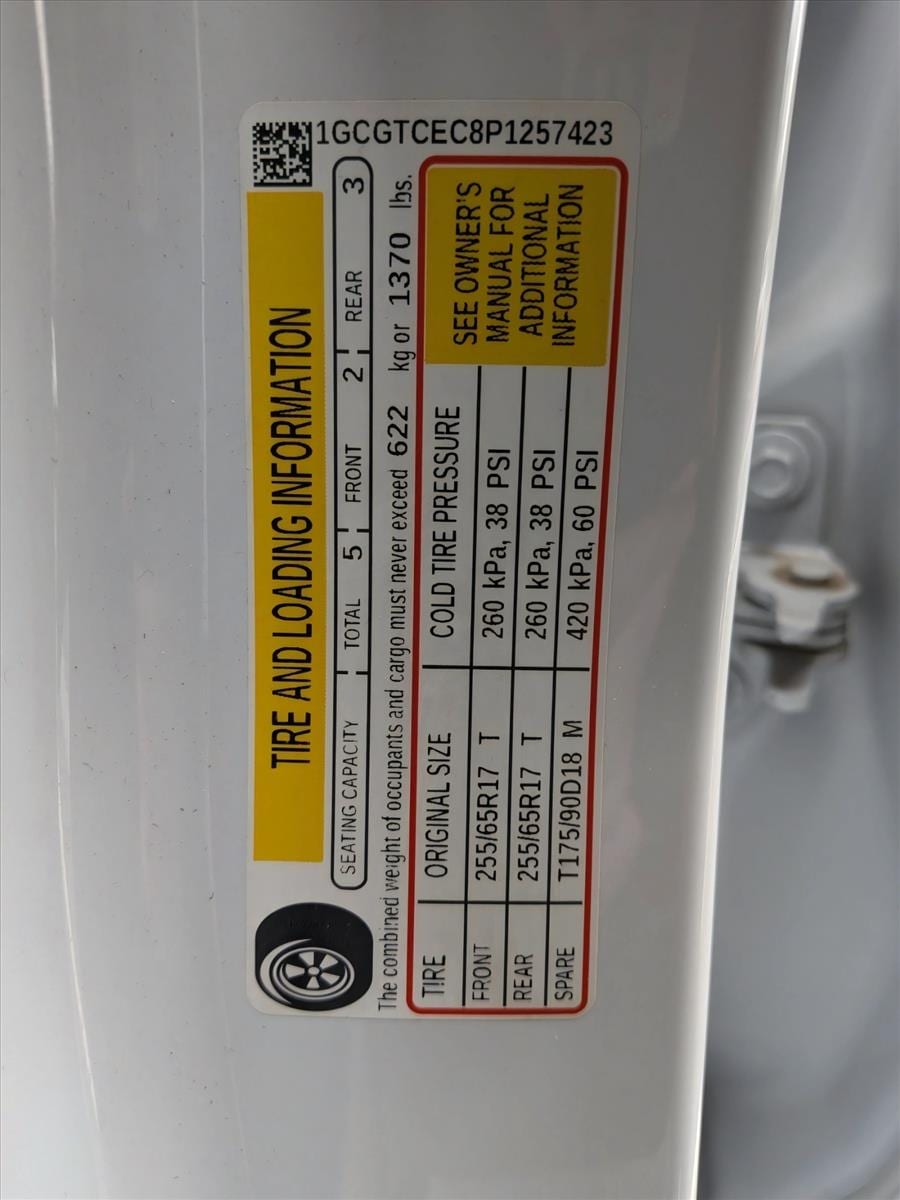 1GCGTCEC8P1257423
TIRE AND LOADING INFORMATION
SEATING CAPACITY TOTAL 5 FRONT 2 REAR 3
The combined weight of occupants and cargo must never exceed 622 kg or 1370 lbs.
TIRE ORIGINAL SIZE COLD TIRE PRESSURE
FRONT 255/65R17 T 260 kPa, 38 PSI
REAR 255/65R17 T 260 kPa, 38 PSI
SPARE T175/90D18 M 420 kPa, 60 PSI
SEE OWNER'S
MANUAL FOR
ADDITIONAL
INFORMATION